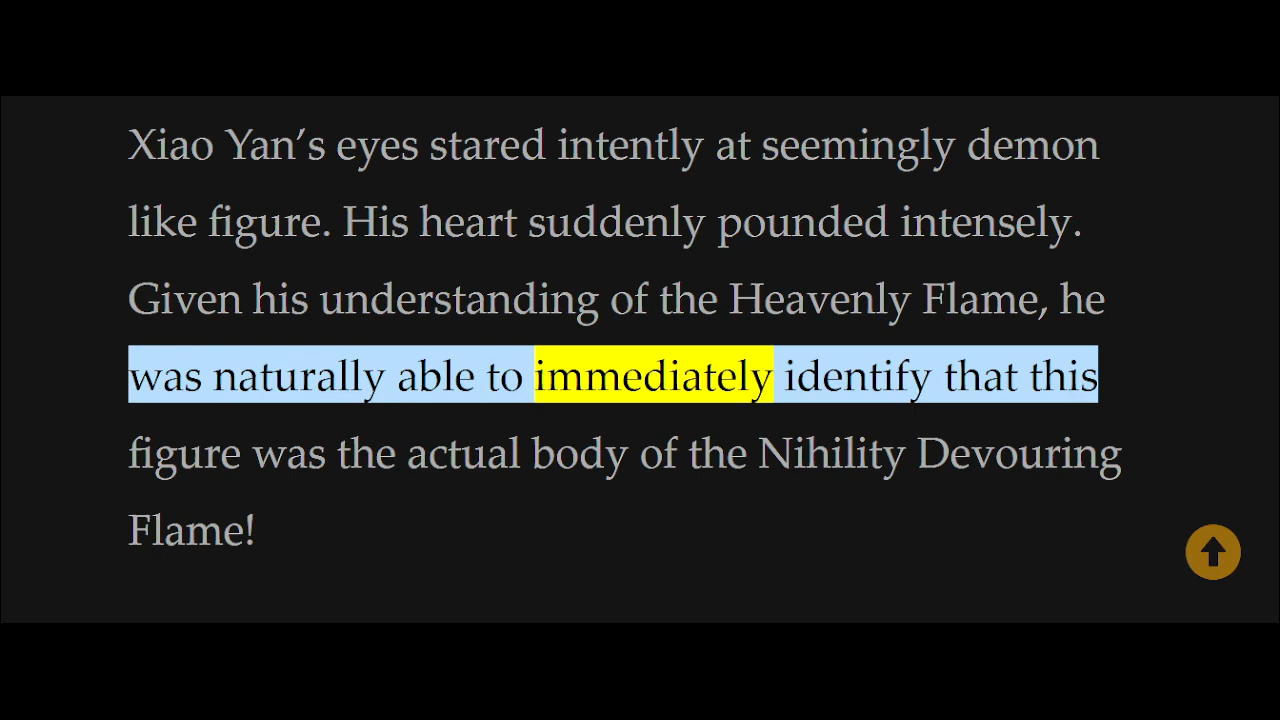 Xiao Yan’s eyes stared intently at seemingly demon
like figure. His heart suddenly pounded intensely.
Given his understanding of the Heavenly Flame, he
was naturally able to immediately identify that this
figure was the actual body of the Nihility Devouring
Flame!